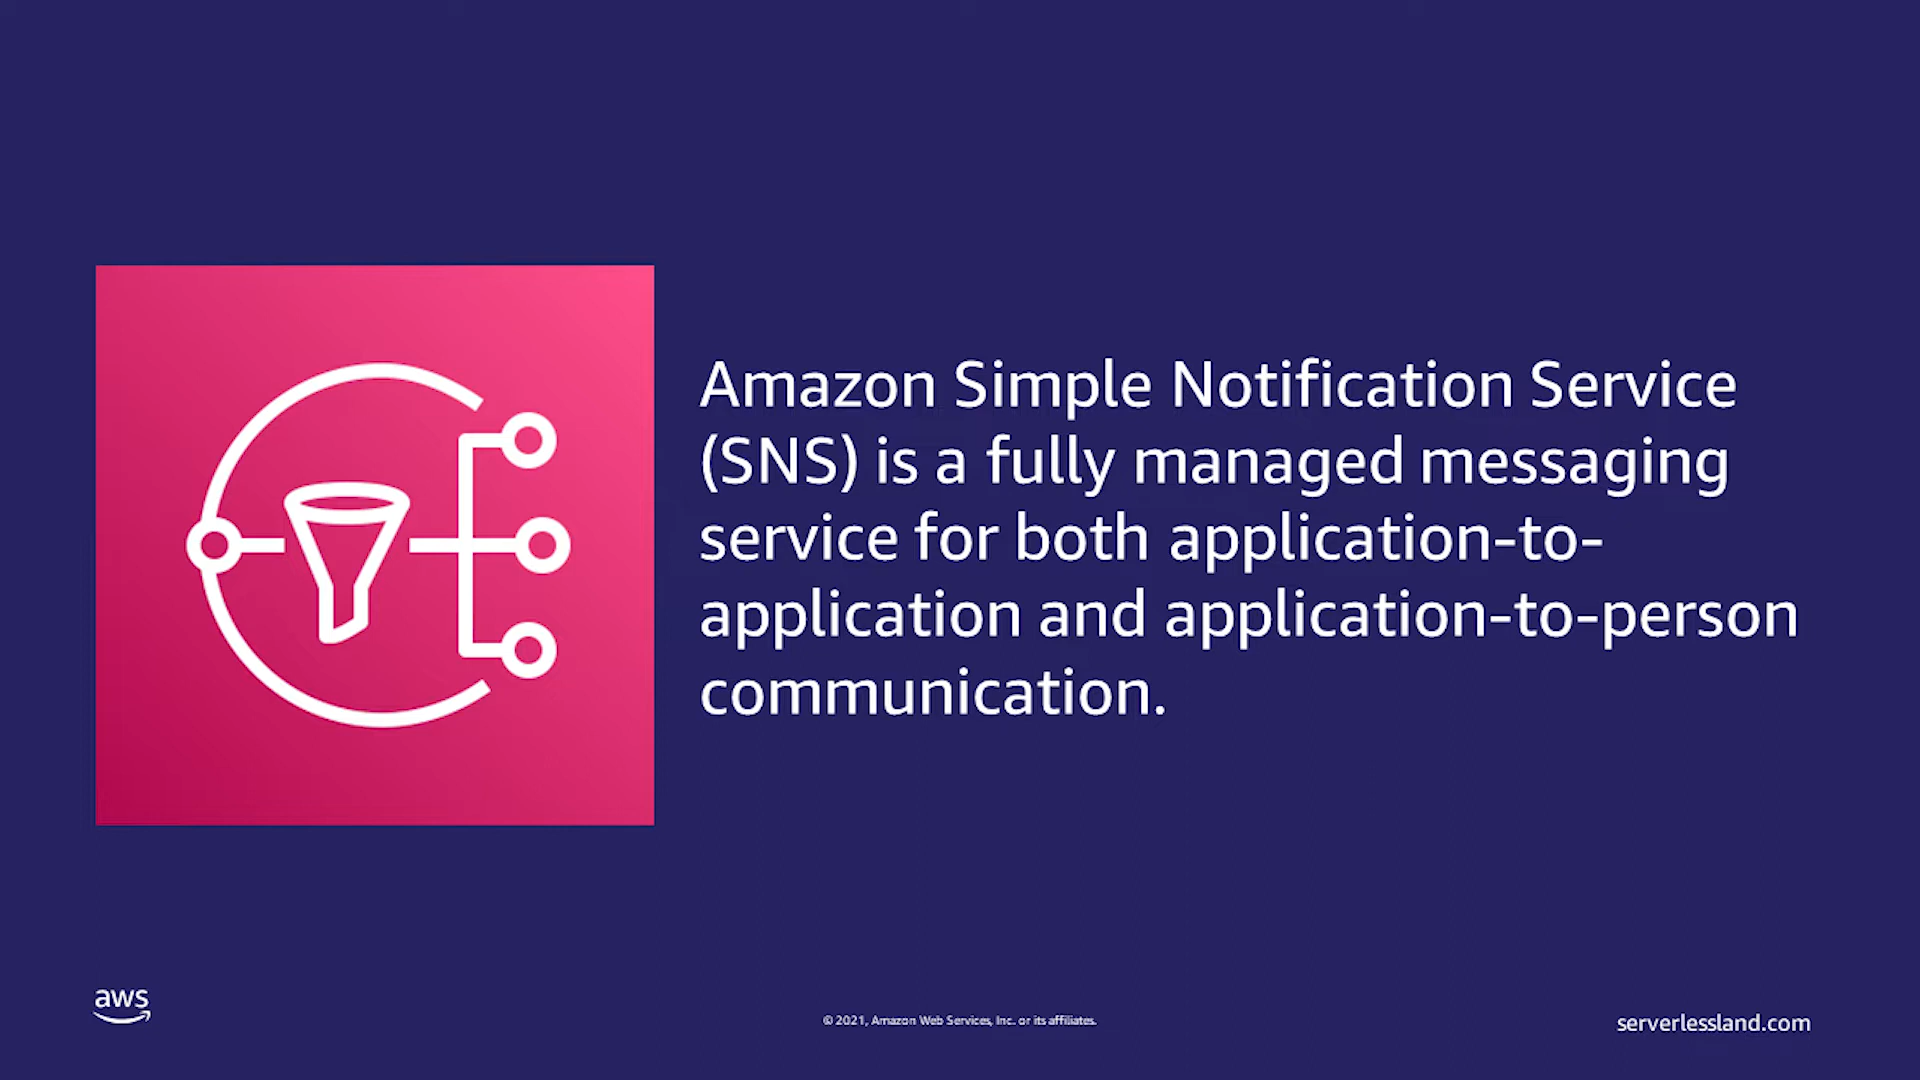 Amazon Simple Notification Service
(SNS) is a fully managed messaging
service for both application-to-
application and application-to-person
communication.
aws
© 2021, Amazon Web Services, Inc. or its affiliates.
serverlessland.com